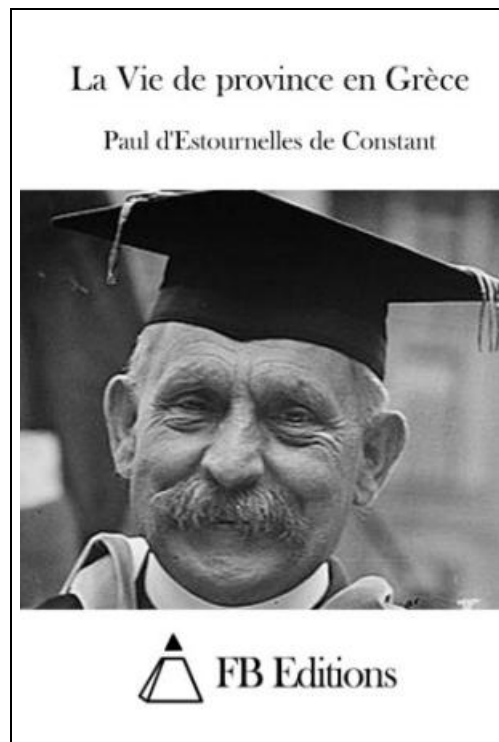 La Vie de province en Grèce
Paul d'Estournelles de Constant
FB Editions